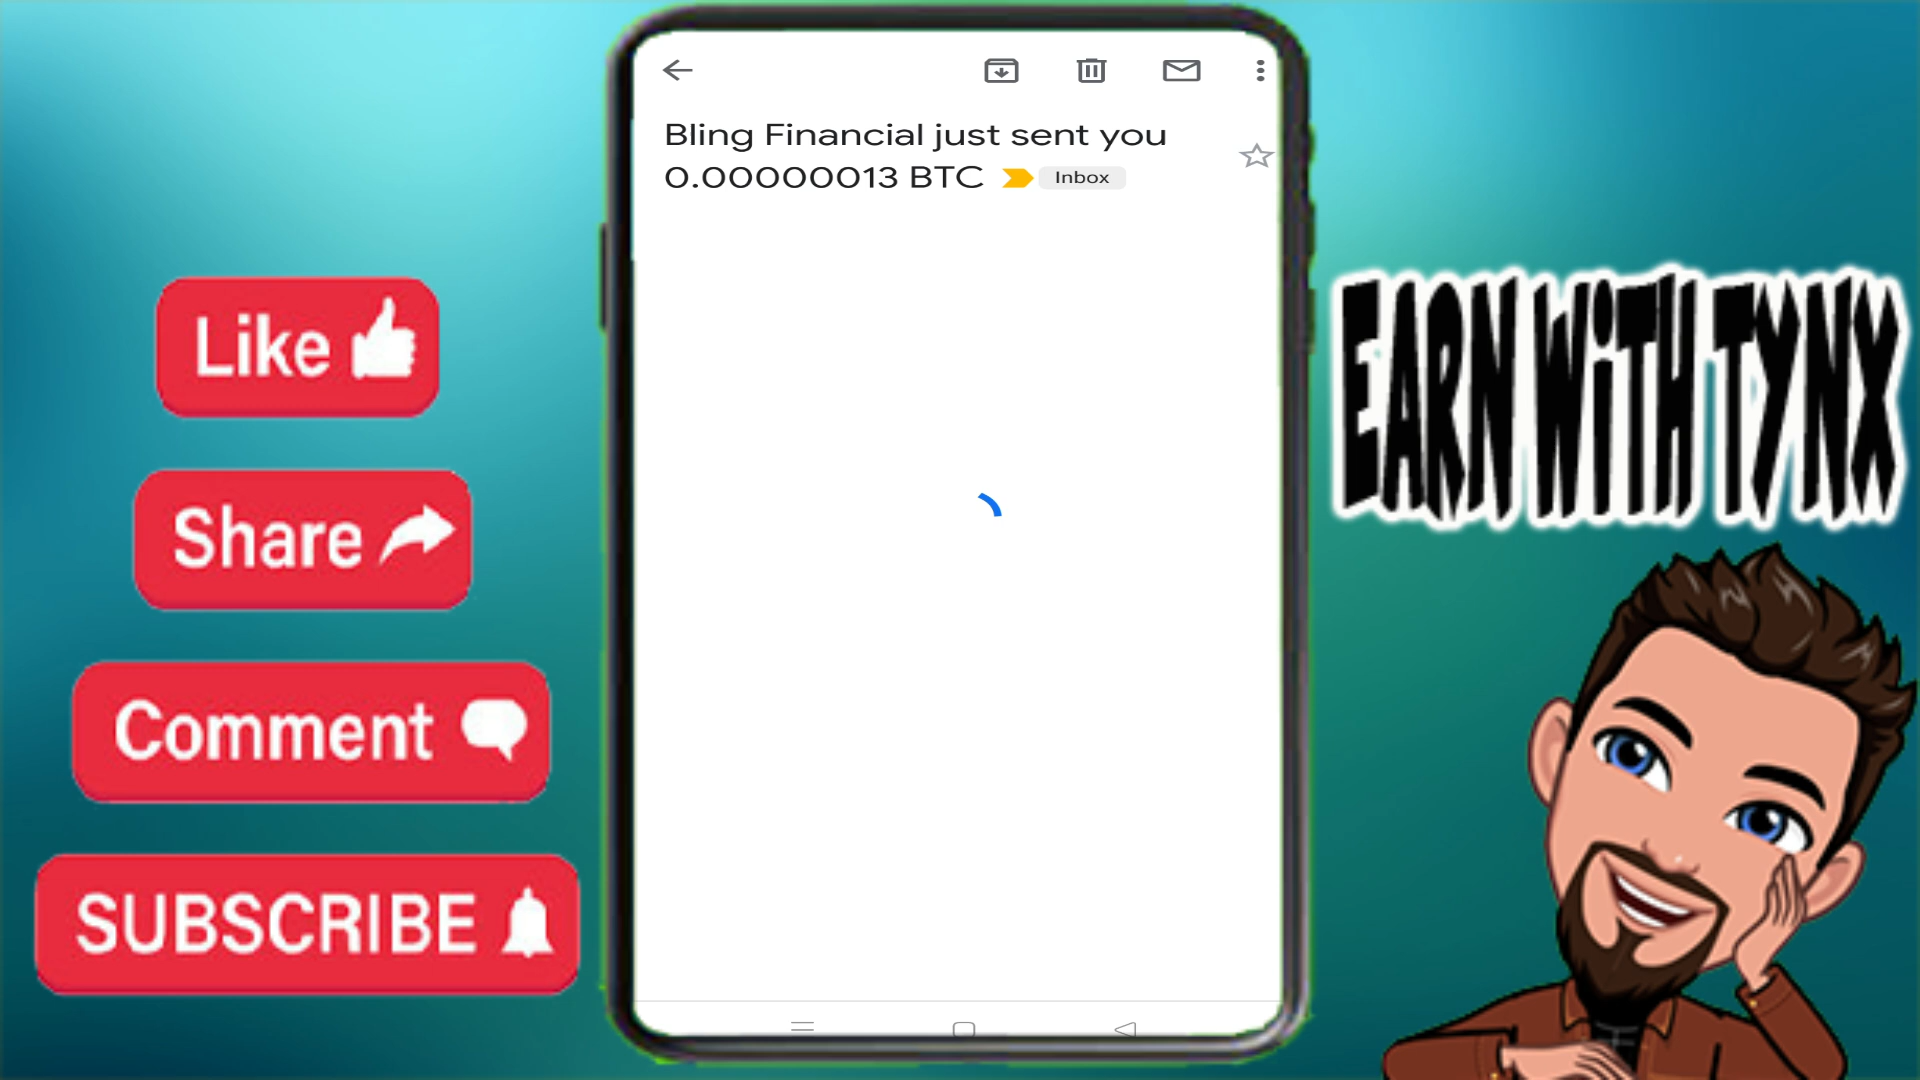 Bling Financial just sent you
0.00000013 BTC Inbox
Like
Share
Comment
SUBSCRIBE
EARN WiTH TYNX